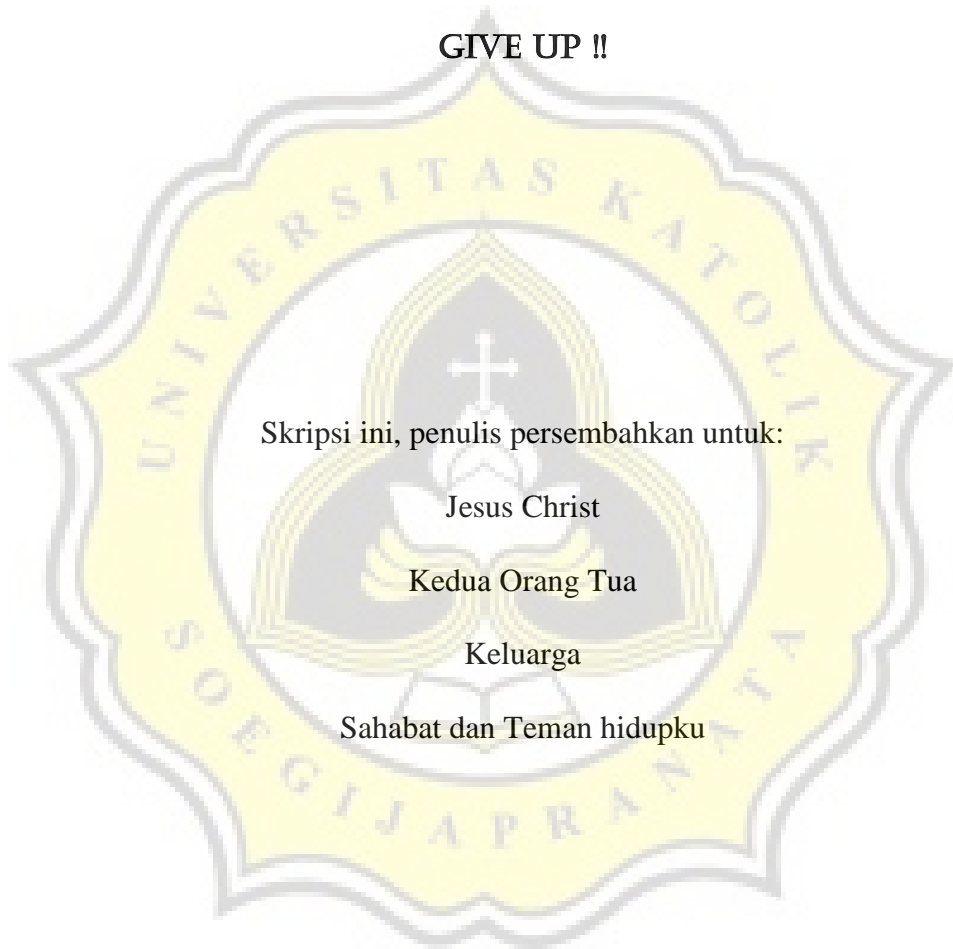 GIVE UP !!
UNIVERSITAS KATOLIK
Skripsi ini, penulis persembahkan untuk:
Jesus Christ
Kedua Orang Tua
Keluarga
Sahabat dan Teman hidupku
SOEGIJAPRANATA